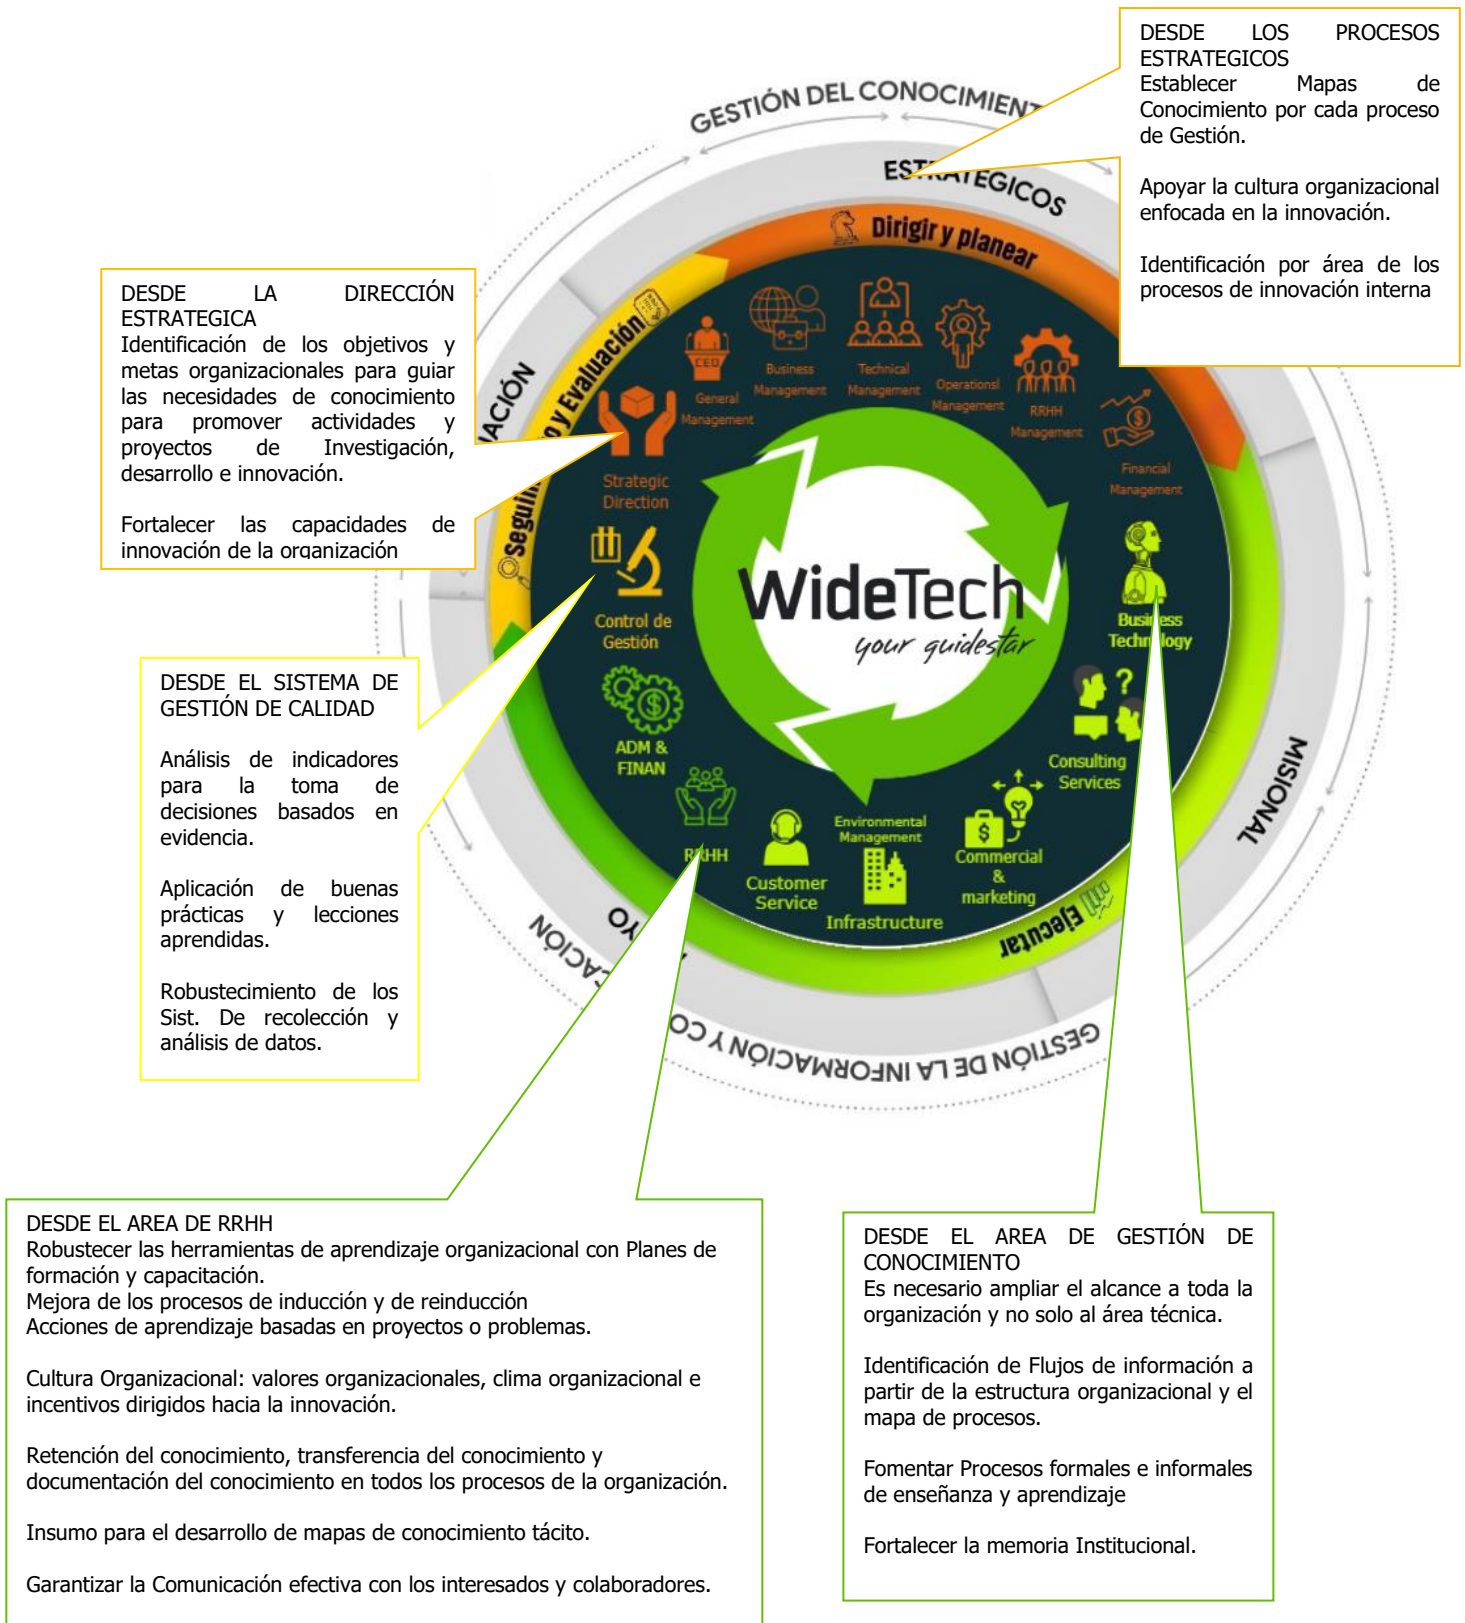 DESDE LOS PROCESOS
ESTRATEGICOS
Establecer Mapas de
Conocimiento por cada proceso
de Gestión.
Apoyar la cultura organizacional
enfocada en la innovación.
Identificación por área de los
procesos de innovación interna
GESTIÓN DEL
ESTRATEGICOS
Dirigir y planear
DESDE LA DIRECCIÓN
ESTRATEGICA
Identificación de los objetivos y
metas organizacionales para guiar
las necesidades de conocimiento
para promover actividades y
proyectos de Investigación,
desarrollo e innovación.
Fortalecer las capacidades de
innovación de la organización
y Evaluación
CEO
General
Management
Business
Management
Technical
Management
Operationsl
Management
RRHH
Management
Financial
Management
Strategic
Direction
Control de
Gestión
ADM &
FINAN
RRHH
Customer
Service
Environmental
Management
Infrastructure
Commercial
&
marketing
Consulting
Services
Business
Technology
WideTech
your guidestar
MISIONAL
Ejecutar
GESTIÓN DE LA INFORMACIÓN Y
DESDE EL SISTEMA DE
GESTIÓN DE CALIDAD
Análisis de indicadores
para la toma de
decisiones basados en
evidencia.
Aplicación de buenas
prácticas y lecciones
aprendidas.
Robustecimiento de los
Sist. De recolección y
análisis de datos.
DESDE EL AREA DE RRHH
Robustecer las herramientas de aprendizaje organizacional con Planes de
formación y capacitación.
Mejora de los procesos de inducción y de reinducción
Acciones de aprendizaje basadas en proyectos o problemas.
Cultura Organizacional: valores organizacionales, clima organizacional e
incentivos dirigidos hacia la innovación.
Retención del conocimiento, transferencia del conocimiento y
documentación del conocimiento en todos los procesos de la organización.
Insumo para el desarrollo de mapas de conocimiento tácito.
Garantizar la Comunicación efectiva con los interesados y colaboradores.
DESDE EL AREA DE GESTIÓN DE
CONOCIMIENTO
Es necesario ampliar el alcance a toda la
organización y no solo al área técnica.
Identificación de Flujos de información a
partir de la estructura organizacional y el
mapa de procesos.
Fomentar Procesos formales e informales
de enseñanza y aprendizaje
Fortalecer la memoria Institucional.